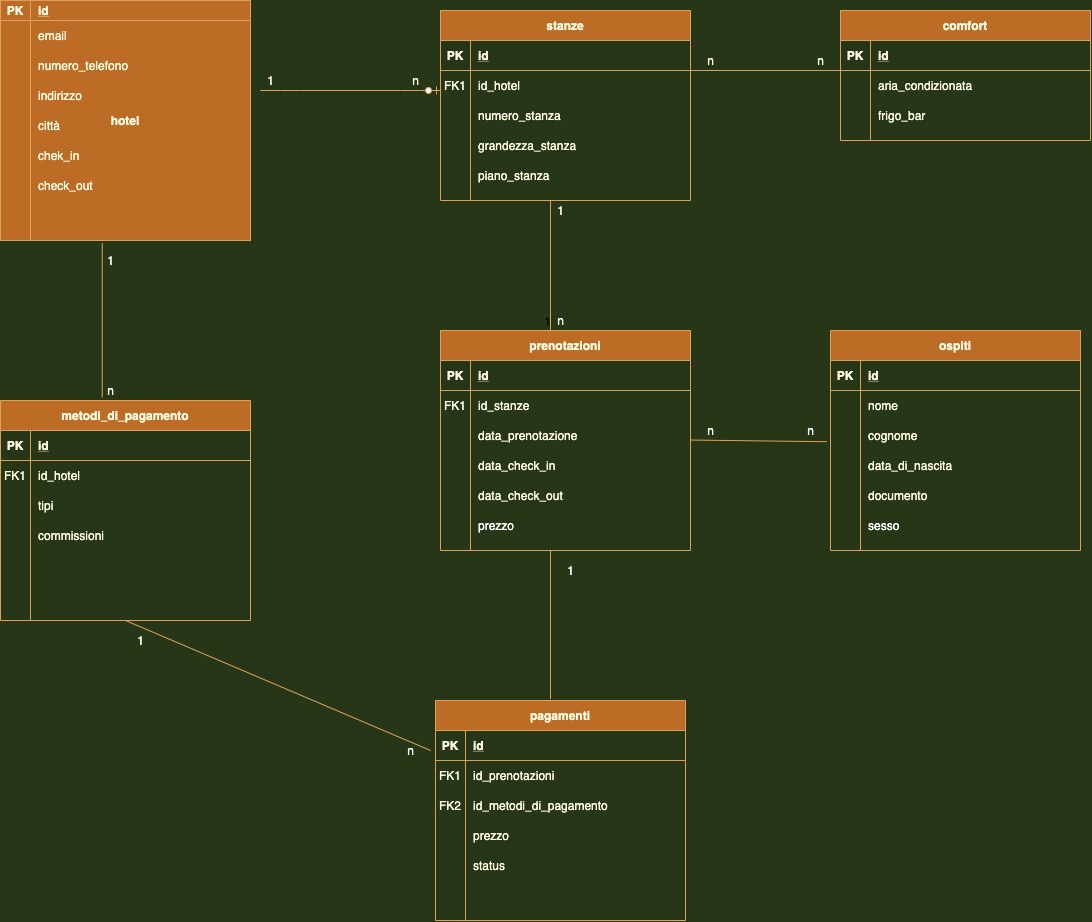 PK id
email
numero_telefono
indirizzo
città
hotel
chek_in
check_out
1
n
stanze
PK id
FK1 id_hotel
numero_stanza
grandezza_stanza
piano_stanza
n
n
comfort
PK id
aria_condizionata
frigo_bar
1
n
1
n
metodi_di_pagamento
PK id
FK1 id_hotel
tipi
commissioni
prenotazioni
PK id
FK1 id_stanze
data_prenotazione
data_check_in
data_check_out
prezzo
n
n
ospiti
PK id
nome
cognome
data_di_nascita
documento
sesso
1
1
n
pagamenti
PK id
FK1 id_prenotazioni
FK2 id_metodi_di_pagamento
prezzo
status